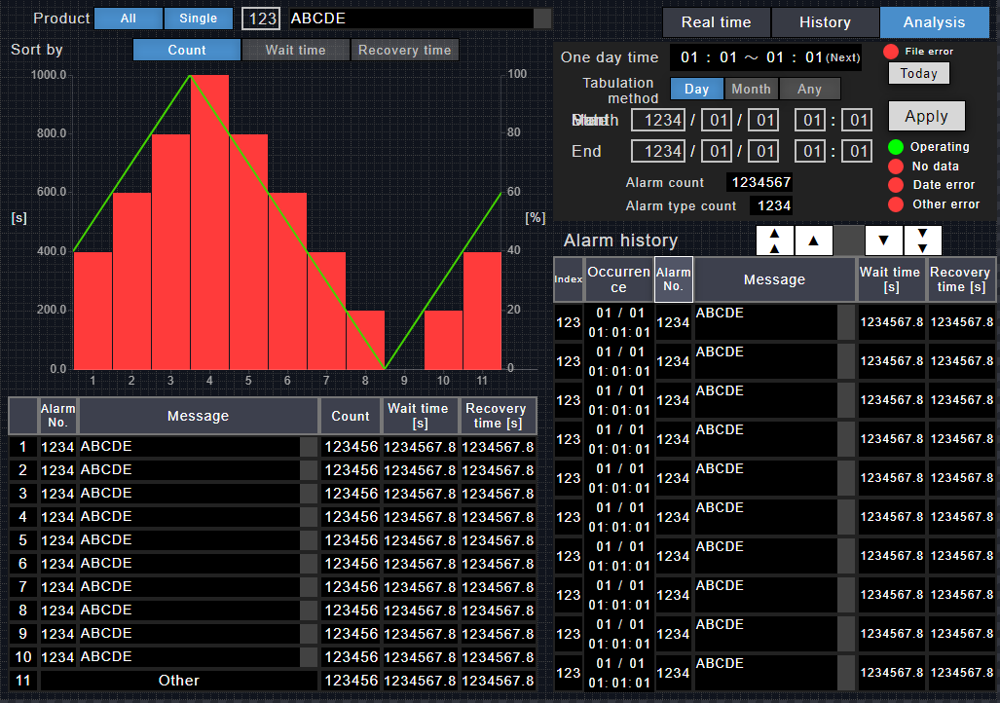 Product All Single 123 ABCDE
Sort by Count Wait time Recovery time
1000.0
800.0
600.0
400.0
200.0
0.0
[s]
100
80
60
40
20
0
[%]
1 2 3 4 5 6 7 8 9 10 11
Alarm No. Message Count Wait time [s] Recovery time [s]
1 1234 ABCDE 123456 1234567.8 1234567.8
2 1234 ABCDE 123456 1234567.8 1234567.8
3 1234 ABCDE 123456 1234567.8 1234567.8
4 1234 ABCDE 123456 1234567.8 1234567.8
5 1234 ABCDE 123456 1234567.8 1234567.8
6 1234 ABCDE 123456 1234567.8 1234567.8
7 1234 ABCDE 123456 1234567.8 1234567.8
8 1234 ABCDE 123456 1234567.8 1234567.8
9 1234 ABCDE 123456 1234567.8 1234567.8
10 1234 ABCDE 123456 1234567.8 1234567.8
11 Other 123456 1234567.8 1234567.8
Real time History Analysis
One day time 01 : 01 ～ 01 : 01 (Next) File error
Today
Tabulation method Day Month Any
1234 / 01 / 01 01 : 01 Apply
End 1234 / 01 / 01 01 : 01
Operating
No data
Date error
Other error
Alarm count 1234567
Alarm type count 1234
Alarm history ▲▲ ▲ ▼ ▼▼
Index Occurrence Alarm No. Message Wait time [s] Recovery time [s]
123 01 / 01 01:01:01 1234 ABCDE 1234567.8 1234567.8
123 01 / 01 01:01:01 1234 ABCDE 1234567.8 1234567.8
123 01 / 01 01:01:01 1234 ABCDE 1234567.8 1234567.8
123 01 / 01 01:01:01 1234 ABCDE 1234567.8 1234567.8
123 01 / 01 01:01:01 1234 ABCDE 1234567.8 1234567.8
123 01 / 01 01:01:01 1234 ABCDE 1234567.8 1234567.8
123 01 / 01 01:01:01 1234 ABCDE 1234567.8 1234567.8
123 01 / 01 01:01:01 1234 ABCDE 1234567.8 1234567.8
123 01 / 01 01:01:01 1234 ABCDE 1234567.8 1234567.8
123 01 / 01 01:01:01 1234 ABCDE 1234567.8 1234567.8